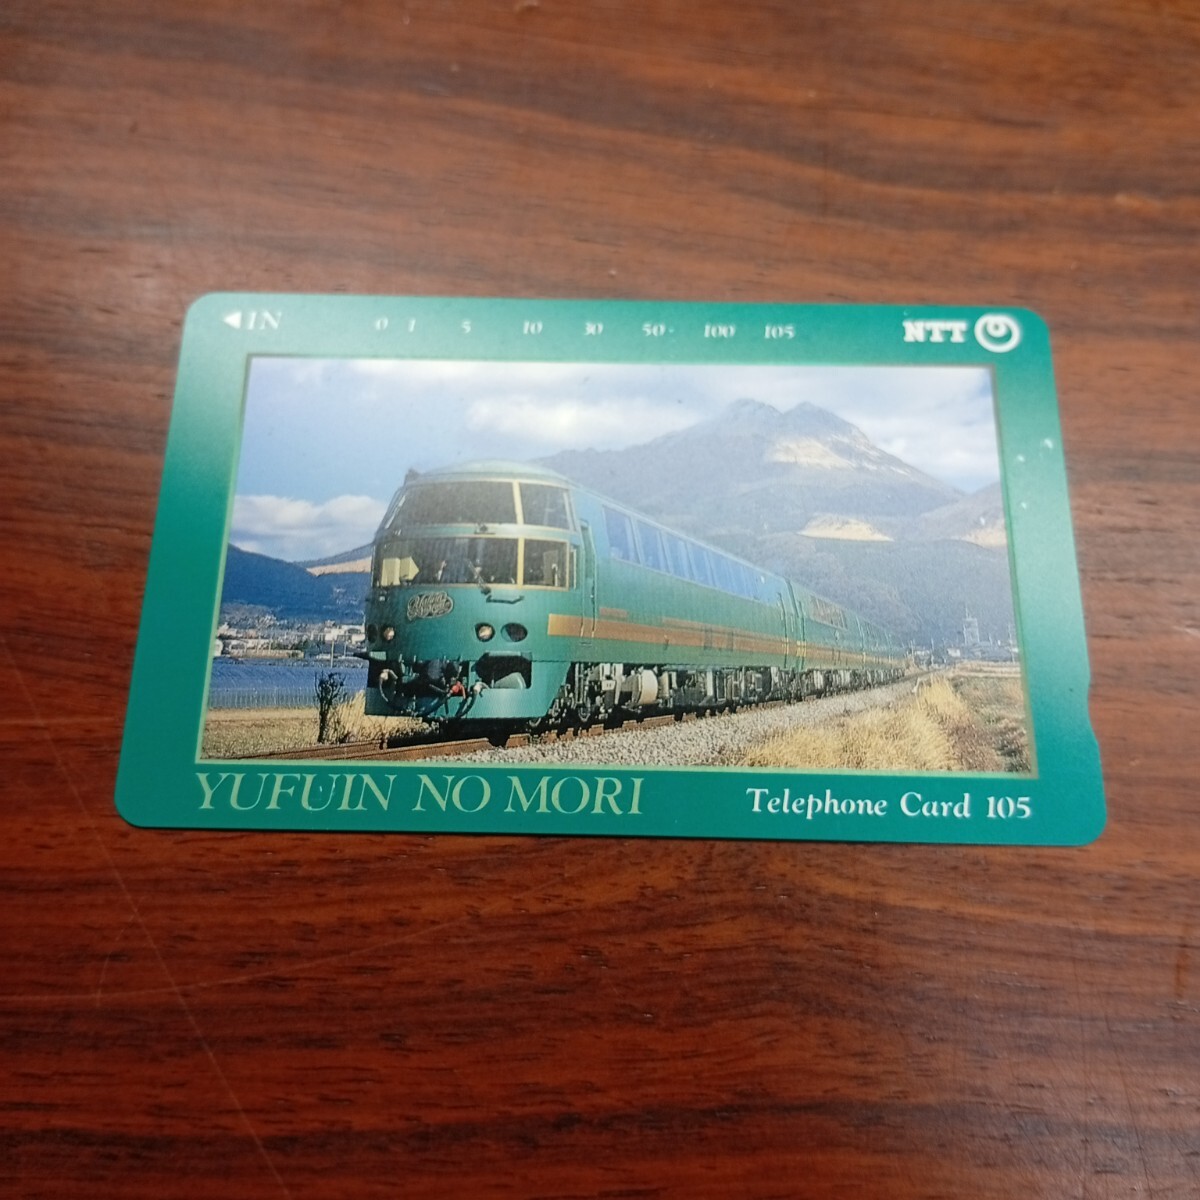 ◀IN 0 1 5 10 30 50· 100 105 NTT
YUFUIN NO MORI Telephone Card 105